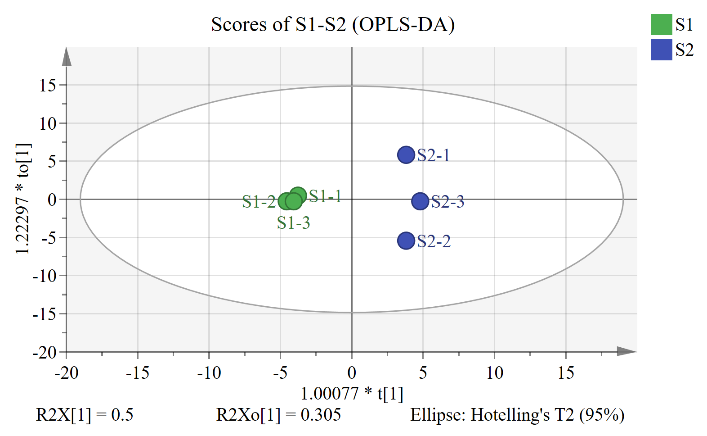 Scores of S1-S2 (OPLS-DA)
S1
S2
1.22297 * to[1]
15
10
5
0
-5
-10
-15
-20
S2-1
S1-2
S1-1
S2-3
S1-3
S2-2
-20
-15
-10
-5
0
5
10
15
1.00077 * t[1]
R2X[1] = 0.5
R2Xo[1] = 0.305
Ellipse: Hotelling's T2 (95%)